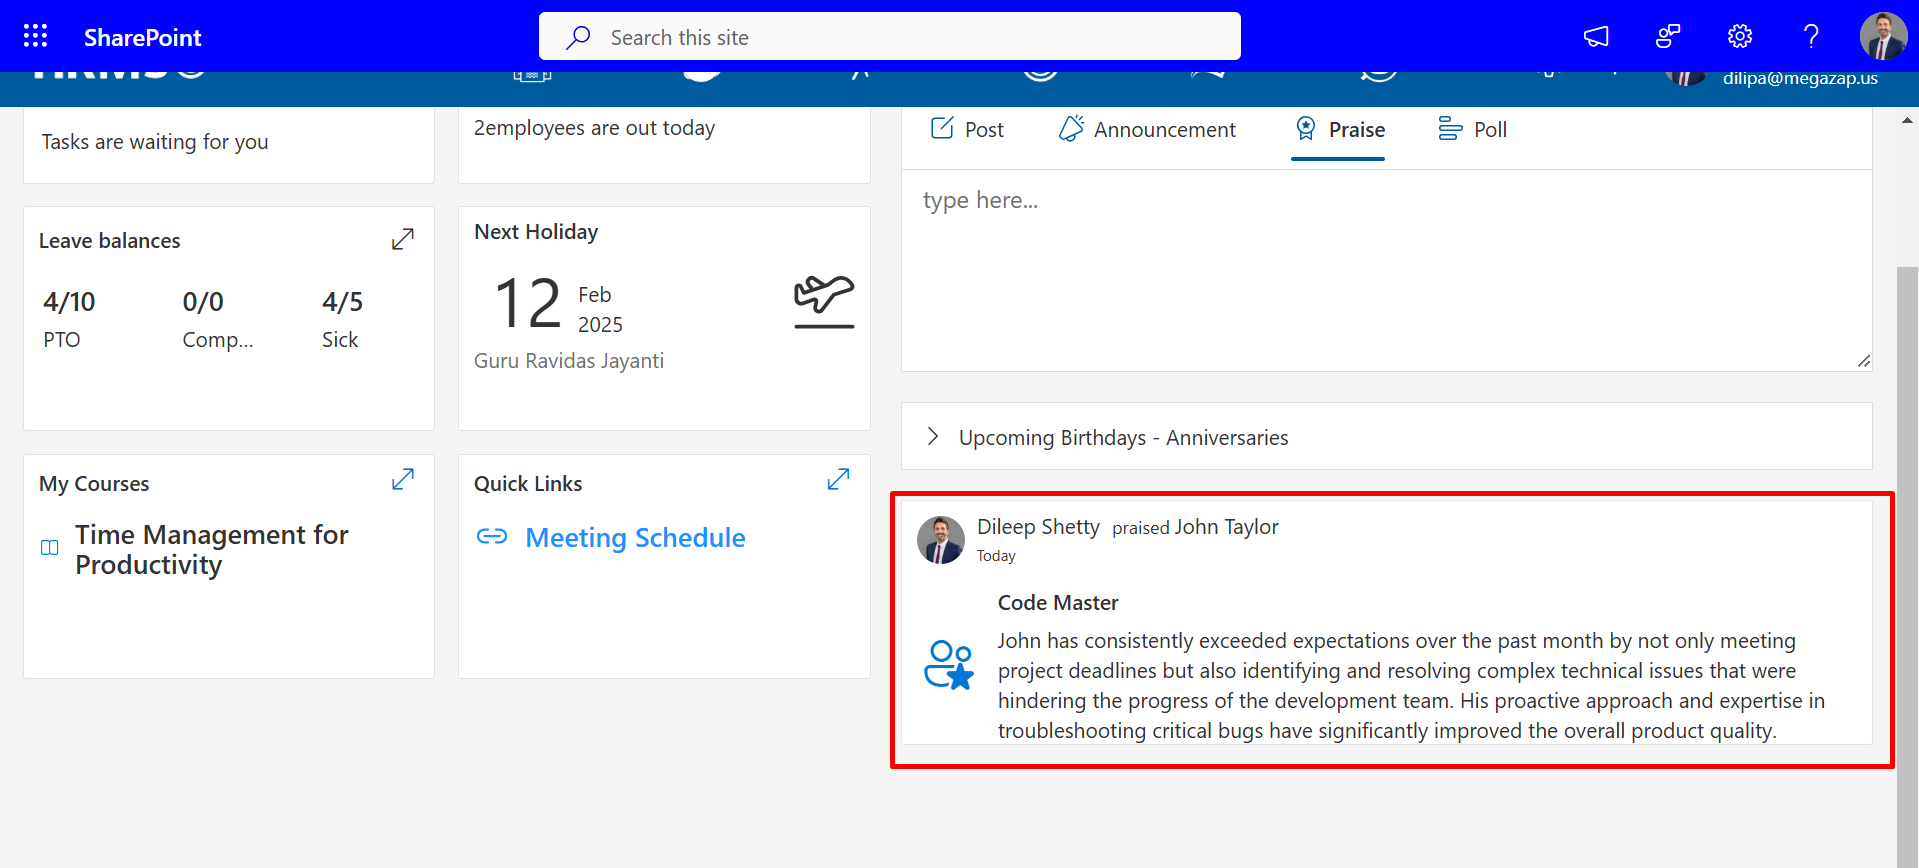 SharePoint
Search this site
dilipa@megazap.us
Tasks are waiting for you
2employees are out today
Post
Announcement
Praise
Poll
type here...
Leave balances
4/10
0/0
4/5
PTO
Comp...
Sick
Next Holiday
12
Feb
2025
Guru Ravidas Jayanti
Upcoming Birthdays - Anniversaries
My Courses
Time Management for
Productivity
Quick Links
Meeting Schedule
Dileep Shetty praised John Taylor
Today
Code Master
John has consistently exceeded expectations over the past month by not only meeting
project deadlines but also identifying and resolving complex technical issues that were
hindering the progress of the development team. His proactive approach and expertise in
troubleshooting critical bugs have significantly improved the overall product quality.